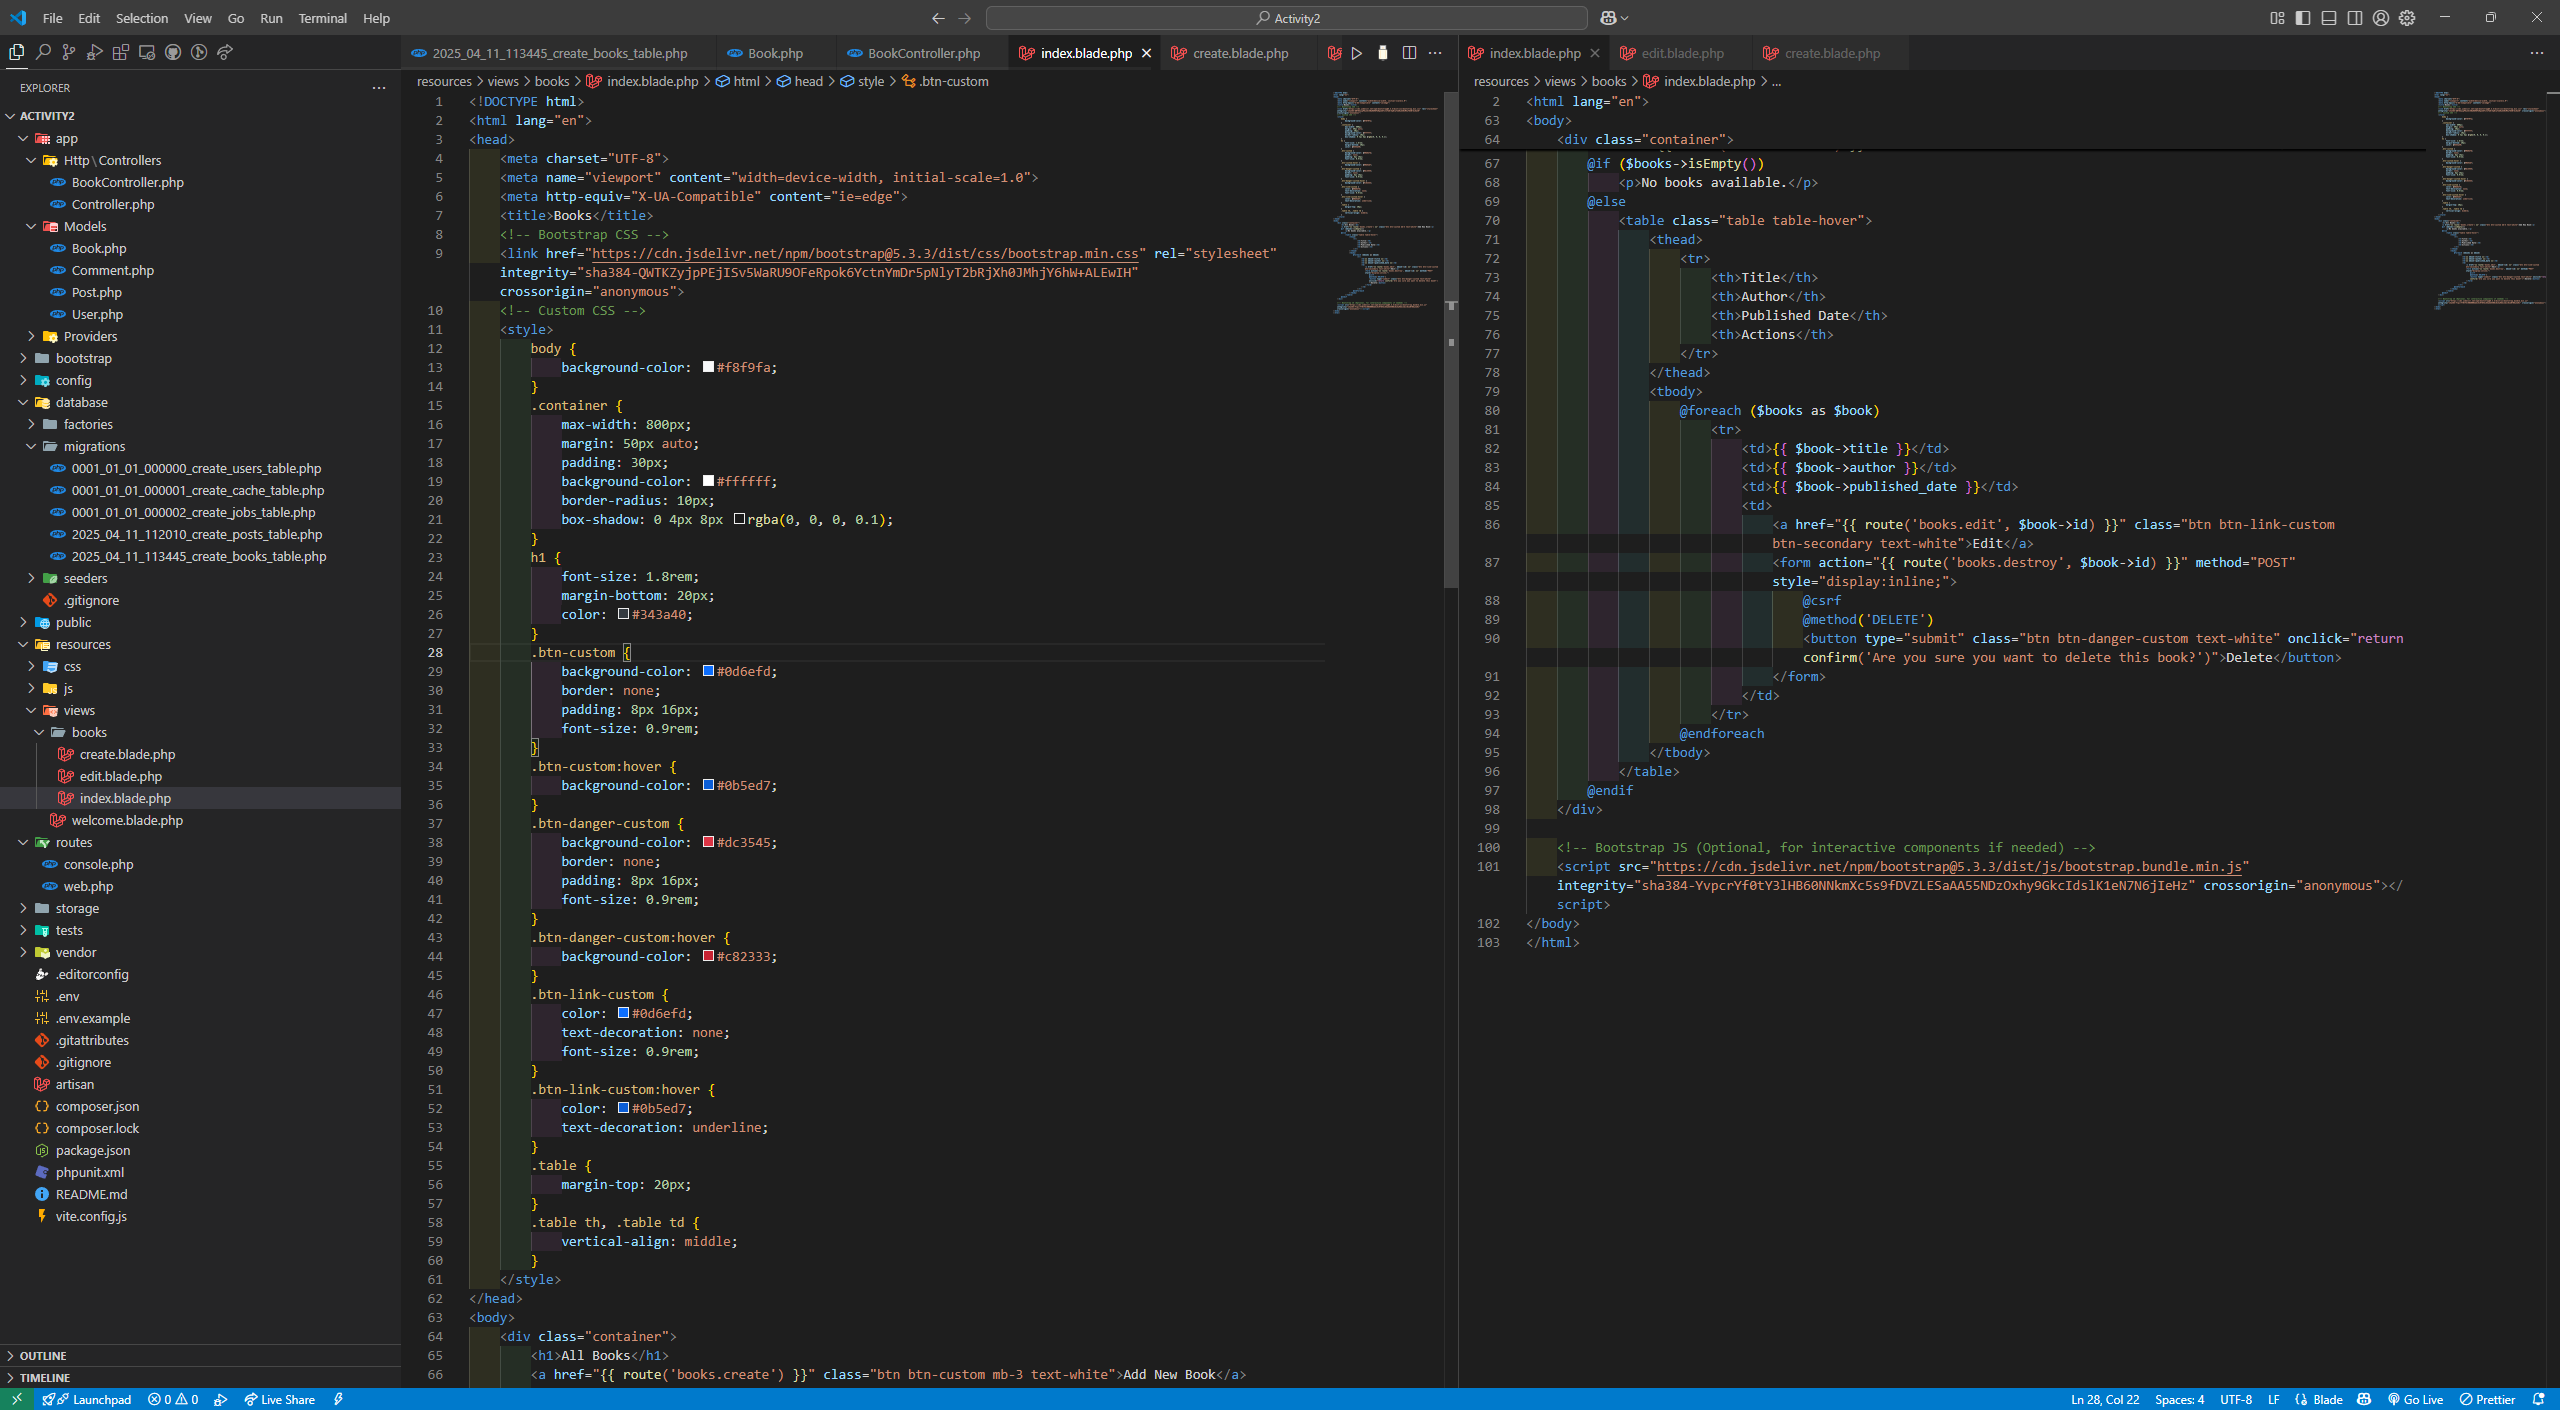 File Edit Selection View Go Run Terminal Help
Activity2
EXPLORER
ACTIVITY2
app
Http\Controllers
BookController.php
Controller.php
Models
Book.php
Comment.php
Post.php
User.php
Providers
bootstrap
config
database
factories
migrations
0001_01_01_000000_create_users_table.php
0001_01_01_000001_create_cache_table.php
0001_01_01_000002_create_jobs_table.php
2025_04_11_112010_create_posts_table.php
2025_04_11_113445_create_books_table.php
seeders
.gitignore
public
resources
css
js
views
books
create.blade.php
edit.blade.php
index.blade.php
welcome.blade.php
routes
console.php
web.php
storage
tests
vendor
.editorconfig
.env
.env.example
.gitattributes
.gitignore
artisan
composer.json
composer.lock
package.json
phpunit.xml
README.md
vite.config.js
OUTLINE
TIMELINE
2025_04_11_113445_create_books_table.php Book.php BookController.php index.blade.php create.blade.php
resources > views > books > index.blade.php > html > head > style > .btn-custom
1 <!DOCTYPE html>
2 <html lang="en">
3 <head>
4 <meta charset="UTF-8">
5 <meta name="viewport" content="width=device-width, initial-scale=1.0">
6 <meta http-equiv="X-UA-Compatible" content="ie=edge">
7 <title>Books</title>
8 <!-- Bootstrap CSS -->
9 <link href="https://cdn.jsdelivr.net/npm/bootstrap@5.3.3/dist/css/bootstrap.min.css" rel="stylesheet"
integrity="sha384-QWTKZyjpPEjISv5WaRU9OFeRpok6YctnYmDr5pNlyT2bRjXh0JMhjY6hW+ALEwIH"
crossorigin="anonymous">
10 <!-- Custom CSS -->
11 <style>
12 body {
13 background-color: #f8f9fa;
14 }
15 .container {
16 max-width: 800px;
17 margin: 50px auto;
18 padding: 30px;
19 background-color: #ffffff;
20 border-radius: 10px;
21 box-shadow: 0 4px 8px rgba(0, 0, 0, 0.1);
22 }
23 h1 {
24 font-size: 1.8rem;
25 margin-bottom: 20px;
26 color: #343a40;
27 }
28 .btn-custom {
29 background-color: #0d6efd;
30 border: none;
31 padding: 8px 16px;
32 font-size: 0.9rem;
33 }
34 .btn-custom:hover {
35 background-color: #0b5ed7;
36 }
37 .btn-danger-custom {
38 background-color: #dc3545;
39 border: none;
40 padding: 8px 16px;
41 font-size: 0.9rem;
42 }
43 .btn-danger-custom:hover {
44 background-color: #c82333;
45 }
46 .btn-link-custom {
47 color: #0d6efd;
48 text-decoration: none;
49 font-size: 0.9rem;
50 }
51 .btn-link-custom:hover {
52 color: #0b5ed7;
53 text-decoration: underline;
54 }
55 .table {
56 margin-top: 20px;
57 }
58 .table th, .table td {
59 vertical-align: middle;
60 }
61 </style>
62 </head>
63 <body>
64 <div class="container">
65 <h1>All Books</h1>
66 <a href="{{ route('books.create') }}" class="btn btn-custom mb-3 text-white">Add New Book</a>
index.blade.php edit.blade.php create.blade.php
resources > views > books > index.blade.php > ...
2 <html lang="en">
63 <body>
64 <div class="container">
67 @if ($books->isEmpty())
68 <p>No books available.</p>
69 @else
70 <table class="table table-hover">
71 <thead>
72 <tr>
73 <th>Title</th>
74 <th>Author</th>
75 <th>Published Date</th>
76 <th>Actions</th>
77 </tr>
78 </thead>
79 <tbody>
80 @foreach ($books as $book)
81 <tr>
82 <td>{{ $book->title }}</td>
83 <td>{{ $book->author }}</td>
84 <td>{{ $book->published_date }}</td>
85 <td>
86 <a href="{{ route('books.edit', $book->id) }}" class="btn btn-link-custom
btn-secondary text-white">Edit</a>
87 <form action="{{ route('books.destroy', $book->id) }}" method="POST"
style="display:inline;">
88 @csrf
89 @method('DELETE')
90 <button type="submit" class="btn btn-danger-custom text-white" onclick="return
confirm('Are you sure you want to delete this book?')">Delete</button>
91 </form>
92 </td>
93 </tr>
94 @endforeach
95 </tbody>
96 </table>
97 @endif
98 </div>
99
100 <!-- Bootstrap JS (Optional, for interactive components if needed) -->
101 <script src="https://cdn.jsdelivr.net/npm/bootstrap@5.3.3/dist/js/bootstrap.bundle.min.js"
integrity="sha384-YvpcrYf0tY3lHB60NNkmXc5s9fDVZLESaAA55NDzOxhy9GkcIdslK1eN7N6jIeHz" crossorigin="anonymous"></
script>
102 </body>
103 </html>
Launchpad 0 0 Live Share
Ln 28, Col 22 Spaces: 4 UTF-8 LF Blade Go Live Prettier